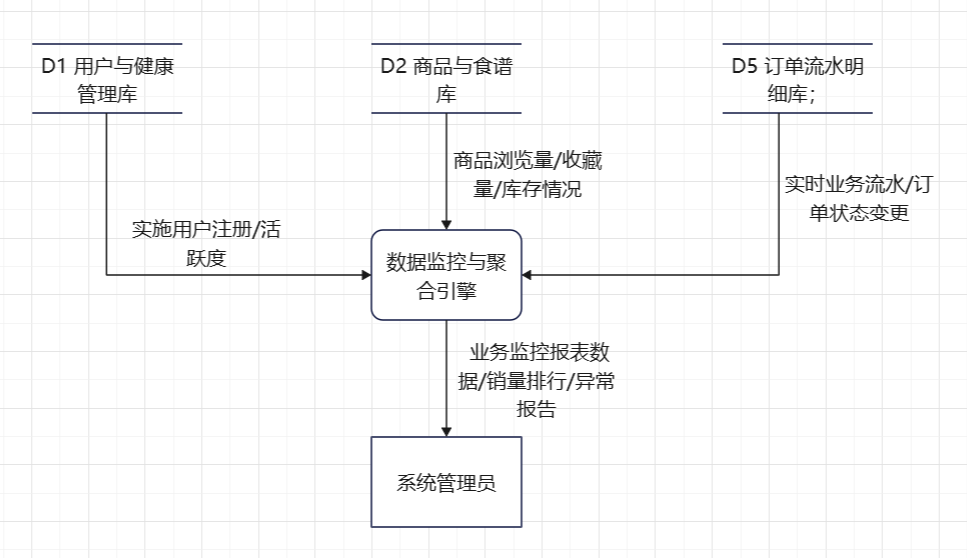 D1 用户与健康
管理库
D2 商品与食谱
库
D5 订单流水明
细库；
商品浏览量/收藏
量/库存情况
实时业务流水/订
单状态变更
实施用户注册/活
跃度
数据监控与聚
合引擎
业务监控报表数
据/销量排行/异常
报告
系统管理员